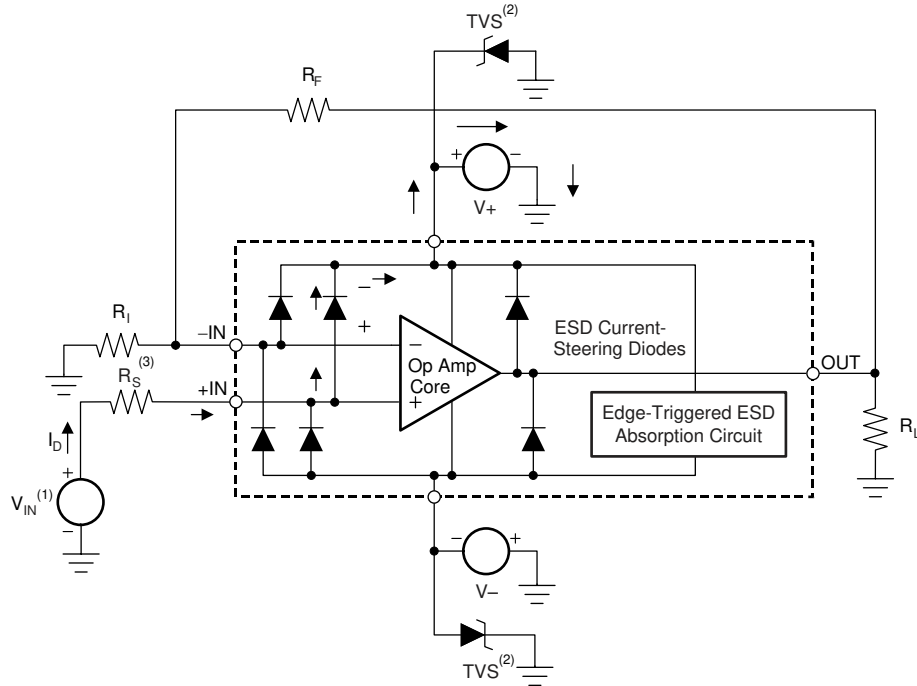 TVS(2)
RF
+ −
V+
RI
−IN
−
+
(3)
RS
+IN
ID
+
VIN(1)
−
−
+
Op Amp
Core
ESD Current-
Steering Diodes
OUT
Edge-Triggered ESD
Absorption Circuit
RL
− +
V−
TVS(2)